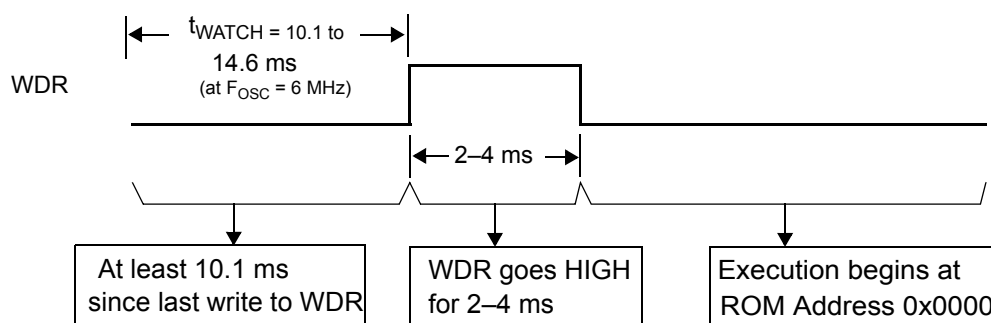 tWATCH = 10.1 to
14.6 ms
(at FOSC = 6 MHz)
WDR
2–4 ms
At least 10.1 ms
since last write to WDR
WDR goes HIGH
for 2–4 ms
Execution begins at
ROM Address 0x0000